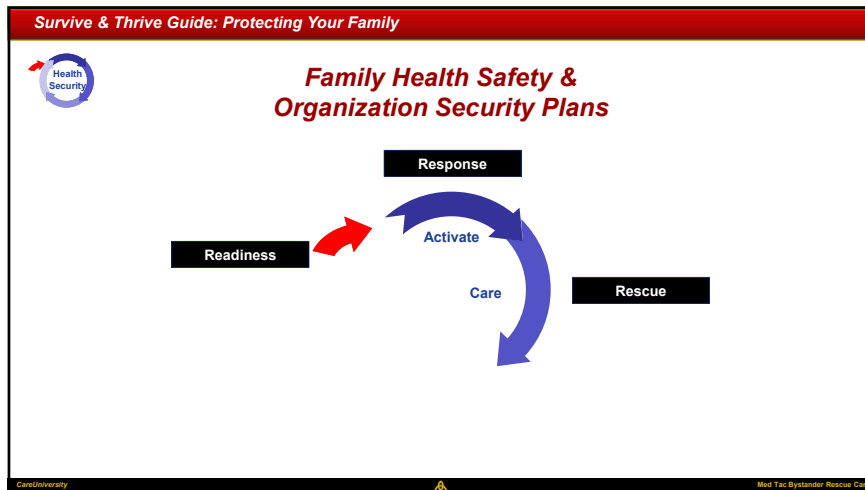 Survive & Thrive Guide: Protecting Your Family
Health
Security
Family Health Safety &
Organization Security Plans
Response
Activate
Readiness
Care
Rescue
CareUniversity
Med Tac Bystander Rescue Car